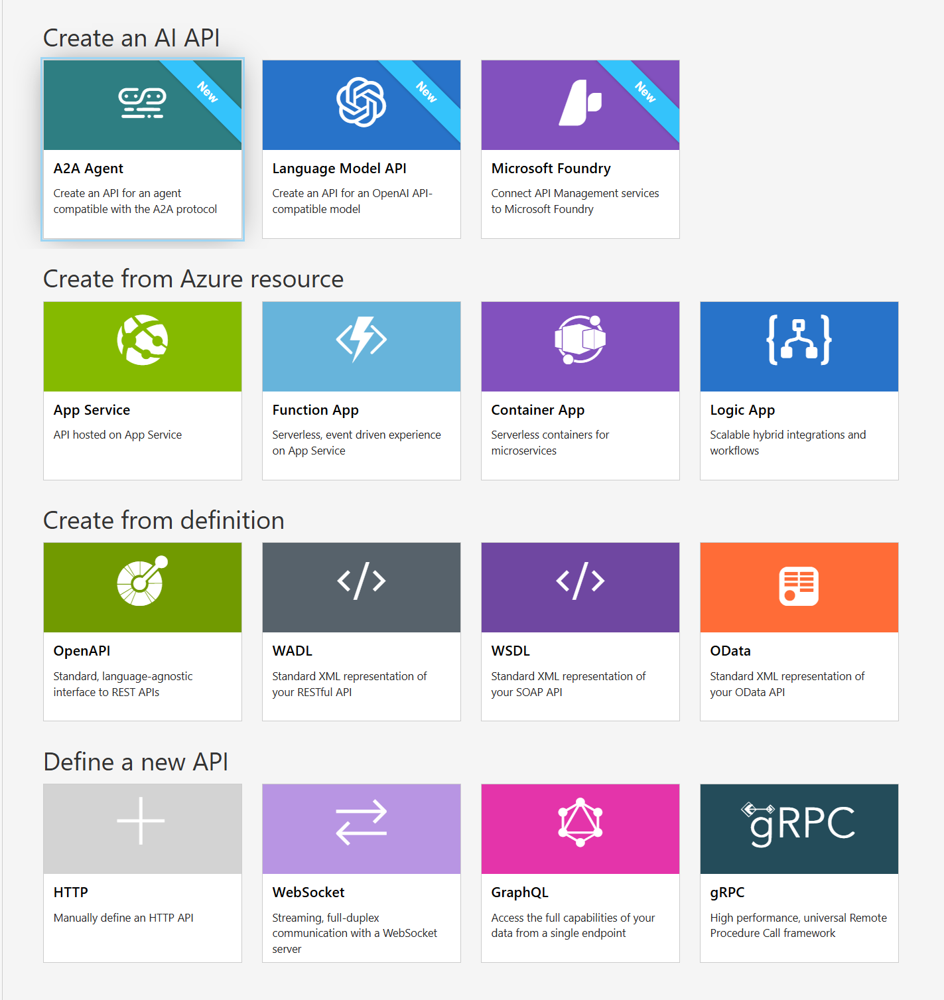 Create an AI API
New
New
New
A2A Agent
Create an API for an agent
compatible with the A2A protocol
Language Model API
Create an API for an OpenAI API-
compatible model
Microsoft Foundry
Connect API Management services
to Microsoft Foundry
Create from Azure resource
App Service
API hosted on App Service
Function App
Serverless, event driven experience
on App Service
Container App
Serverless containers for
microservices
Logic App
Scalable hybrid integrations and
workflows
Create from definition
OpenAPI
Standard, language-agnostic
interface to REST APIs
WADL
Standard XML representation of
your RESTful API
WSDL
Standard XML representation of
your SOAP API
OData
Standard XML representation of
your OData API
Define a new API
HTTP
Manually define an HTTP API
WebSocket
Streaming, full-duplex
communication with a WebSocket
server
GraphQL
Access the full capabilities of your
data from a single endpoint
gRPC
gRPC
High performance, universal Remote
Procedure Call framework